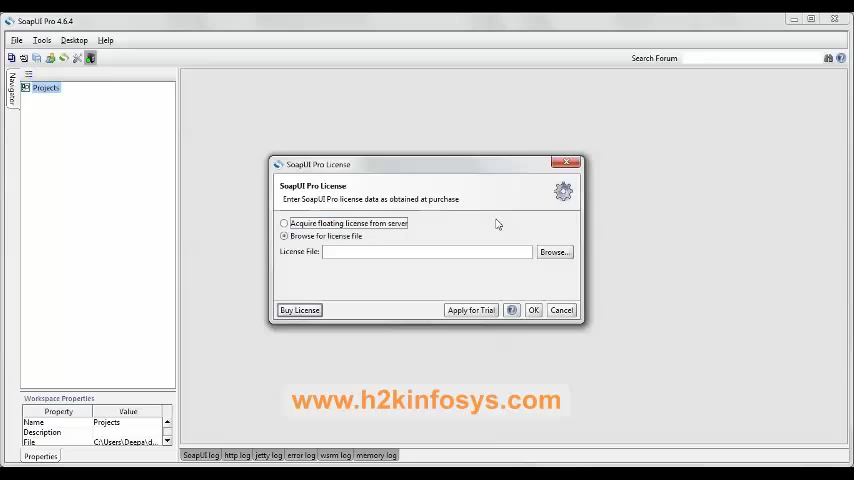 SoapUI Pro 4.6.4
File Tools Desktop Help
Search Forum
Navigator
Projects
SoapUI Pro License
SoapUI Pro License
Enter SoapUI Pro license data as obtained at purchase
Acquire floating license from server
Browse for license file
License File: Browse...
Buy License Apply for Trial OK Cancel
www.h2kinfosys.com
Workspace Properties
Property Value
Name Projects
Description
File C:\Users\Deepa\d...
Properties
SoapUI log http log jetty log error log wsrm log memory log